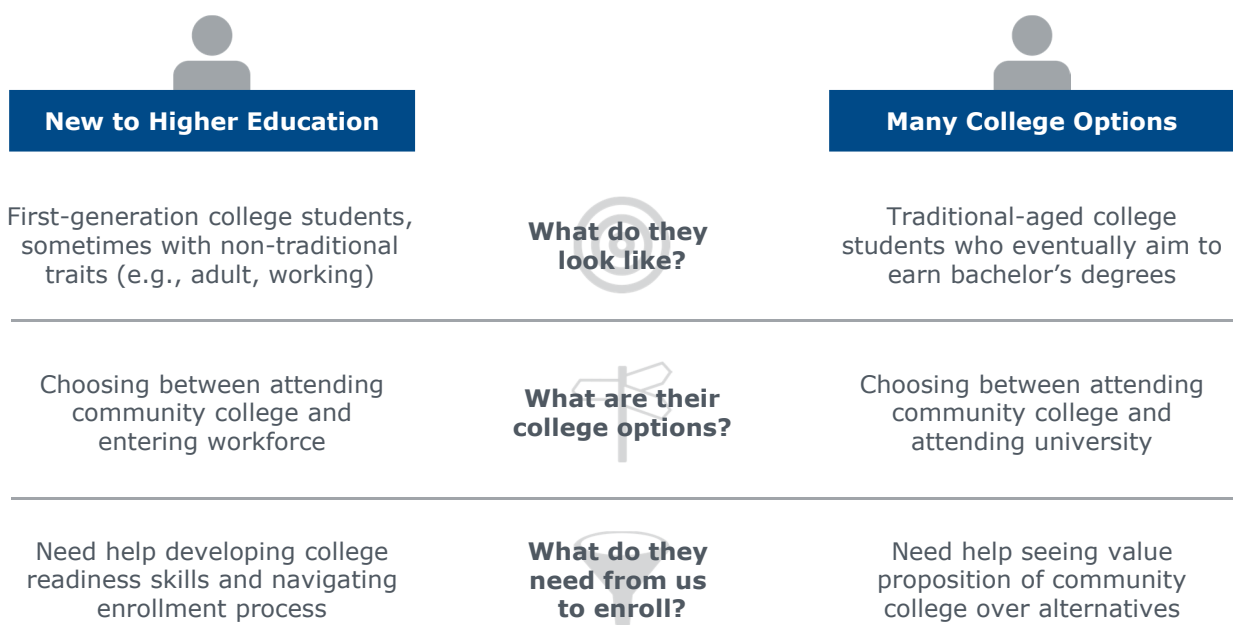 New to Higher Education
Many College Options
First-generation college students,
sometimes with non-traditional
traits (e.g., adult, working)
What do they
look like?
Traditional-aged college
students who eventually aim to
earn bachelor’s degrees
Choosing between attending
community college and
entering workforce
What are their
college options?
Choosing between attending
community college and
attending university
Need help developing college
readiness skills and navigating
enrollment process
What do they
need from us
to enroll?
Need help seeing value
proposition of community
college over alternatives